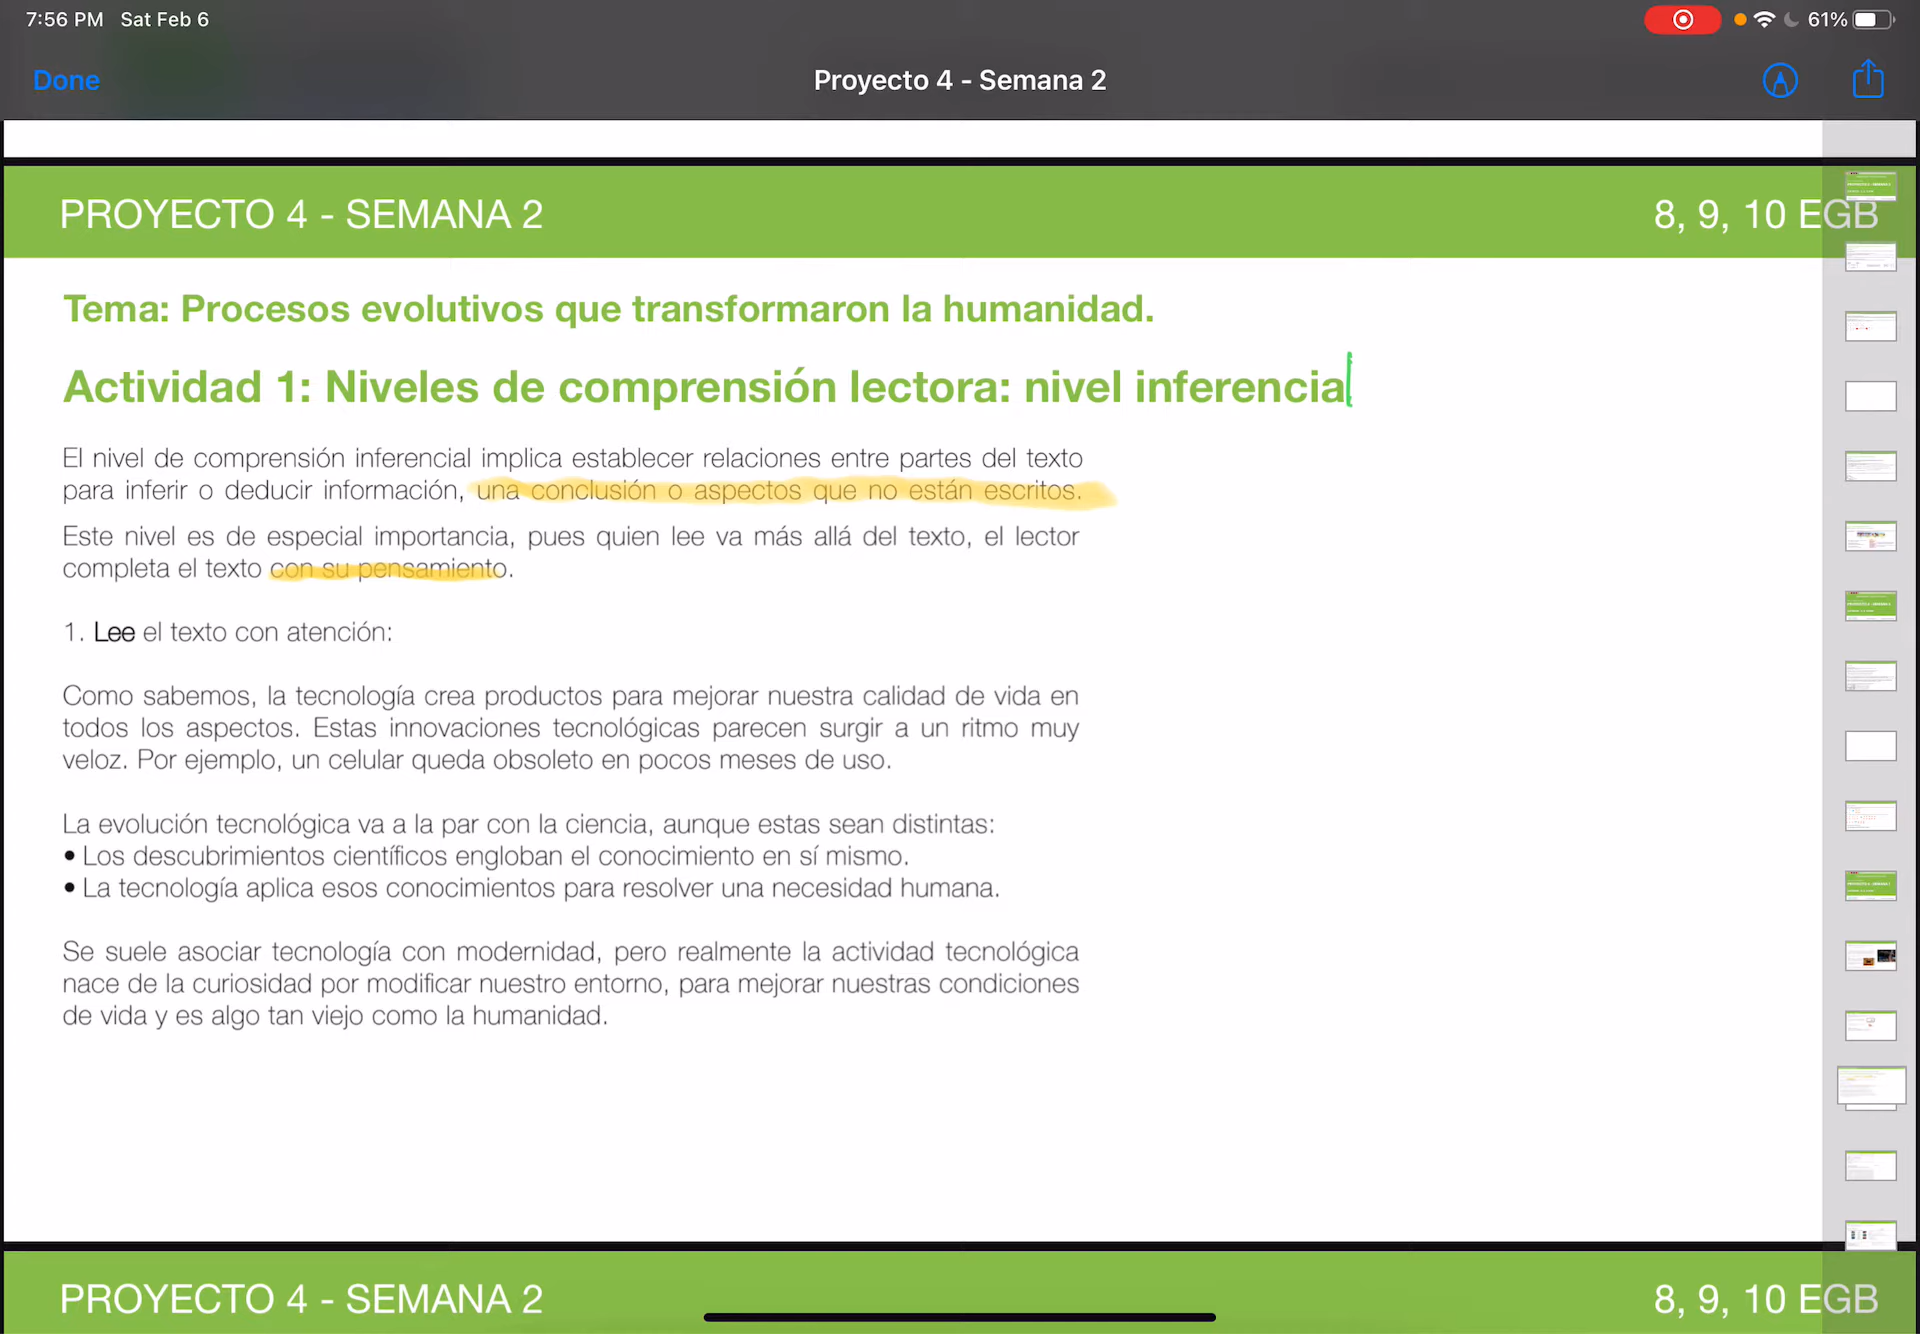 7:56 PM Sat Feb 6
61%
Done
Proyecto 4 - Semana 2
PROYECTO 4 - SEMANA 2
8, 9, 10 EGB
Tema: Procesos evolutivos que transformaron la humanidad.
Actividad 1: Niveles de comprensión lectora: nivel inferencial
El nivel de comprensión inferencial implica establecer relaciones entre partes del texto
para inferir o deducir información, una conclusión o aspectos que no están escritos.
Este nivel es de especial importancia, pues quien lee va más allá del texto, el lector
completa el texto con su pensamiento.
1. Lee el texto con atención:
Como sabemos, la tecnología crea productos para mejorar nuestra calidad de vida en
todos los aspectos. Estas innovaciones tecnológicas parecen surgir a un ritmo muy
veloz. Por ejemplo, un celular queda obsoleto en pocos meses de uso.
La evolución tecnológica va a la par con la ciencia, aunque estas sean distintas:
• Los descubrimientos científicos engloban el conocimiento en sí mismo.
• La tecnología aplica esos conocimientos para resolver una necesidad humana.
Se suele asociar tecnología con modernidad, pero realmente la actividad tecnológica
nace de la curiosidad por modificar nuestro entorno, para mejorar nuestras condiciones
de vida y es algo tan viejo como la humanidad.
PROYECTO 4 - SEMANA 2
8, 9, 10 EGB